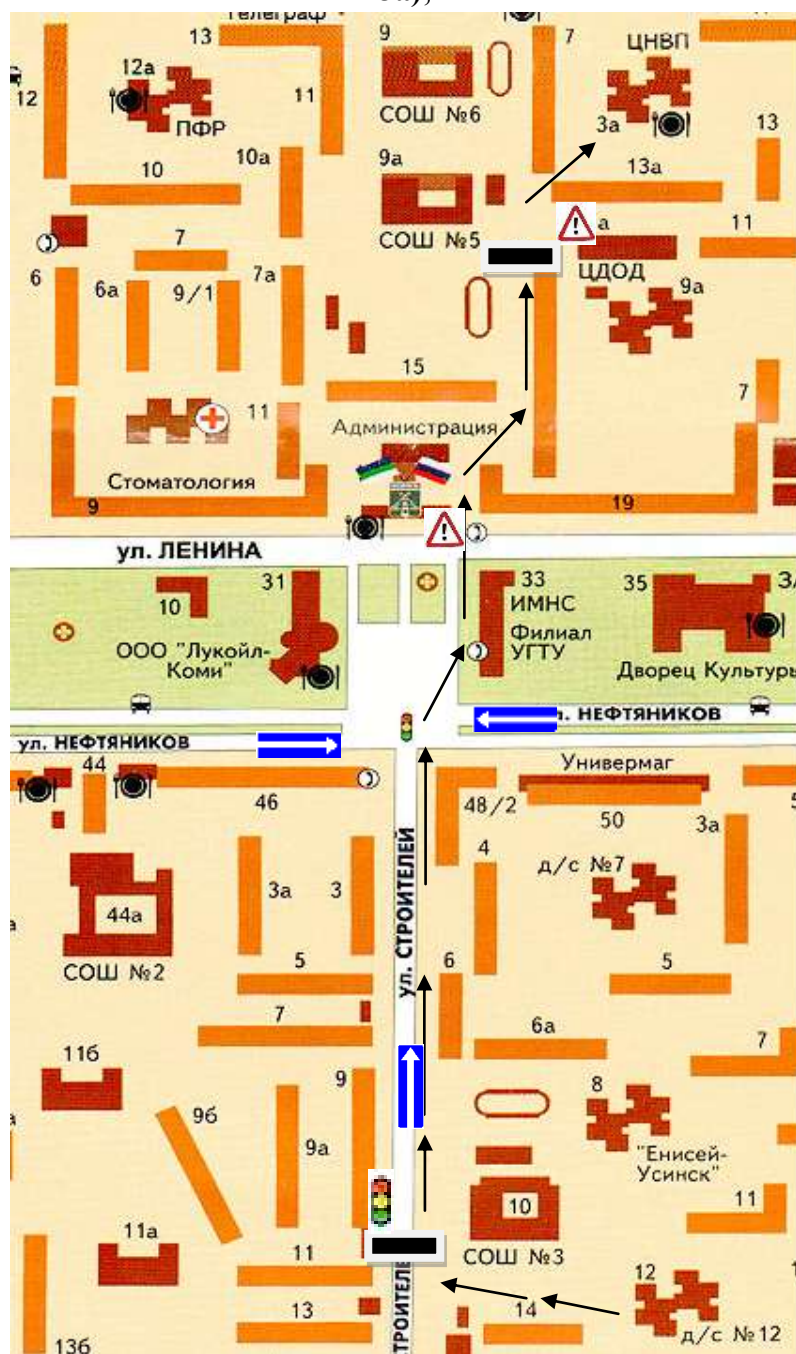 За),
Телеграф
9
7
ЦНВП
13
12а
12
ПФР
11
СОШ №6
3а
13
10а
9а
10
13а
11
а
СОШ №5
ЦДОД
7
6
6а
9/1
7а
9а
15
7
11
Администрация
Стоматология
9
19
ул. ЛЕНИНА
31
33
35
10
ИМНС
ООО "Лукойл-
Коми"
Филиал
УГТУ
Дворец Культуры
ул. НЕФТЯНИКОВ
НЕФТЯНИКОВ
44
46
Универмаг
48/2
50
3а
4
д/с №7
3а
3
44а
ул. СТРОИТЕЛЕЙ
СОШ №2
5
6
5
7
6а
7
11б
9
8
9б
9а
"Енисей-
Усинск"
10
11
11а
11
СОШ №3
12
13
14
д/с №12
13б